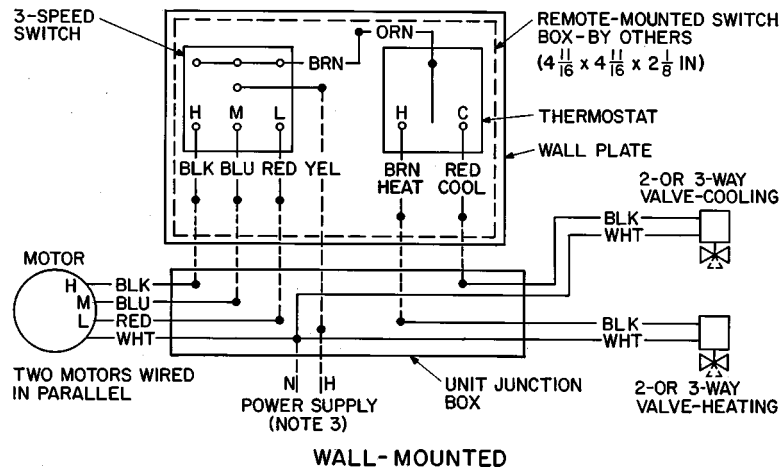 3-SPEED
SWITCH
ORN
BRN
H M L
H C
BLK BLU RED YEL
BRN
HEAT
RED
COOL
REMOTE-MOUNTED SWITCH
BOX-BY OTHERS
(4 11/16 x 4 11/16 x 2 1/8 IN)
THERMOSTAT
WALL PLATE
2-OR 3-WAY
VALVE-COOLING
BLK
WHT
MOTOR
H BLK
M BLU
L RED
WHT
TWO MOTORS WIRED
IN PARALLEL
N H
POWER SUPPLY
(NOTE 3)
UNIT JUNCTION
BOX
BLK
WHT
2-OR 3-WAY
VALVE-HEATING
WALL-MOUNTED